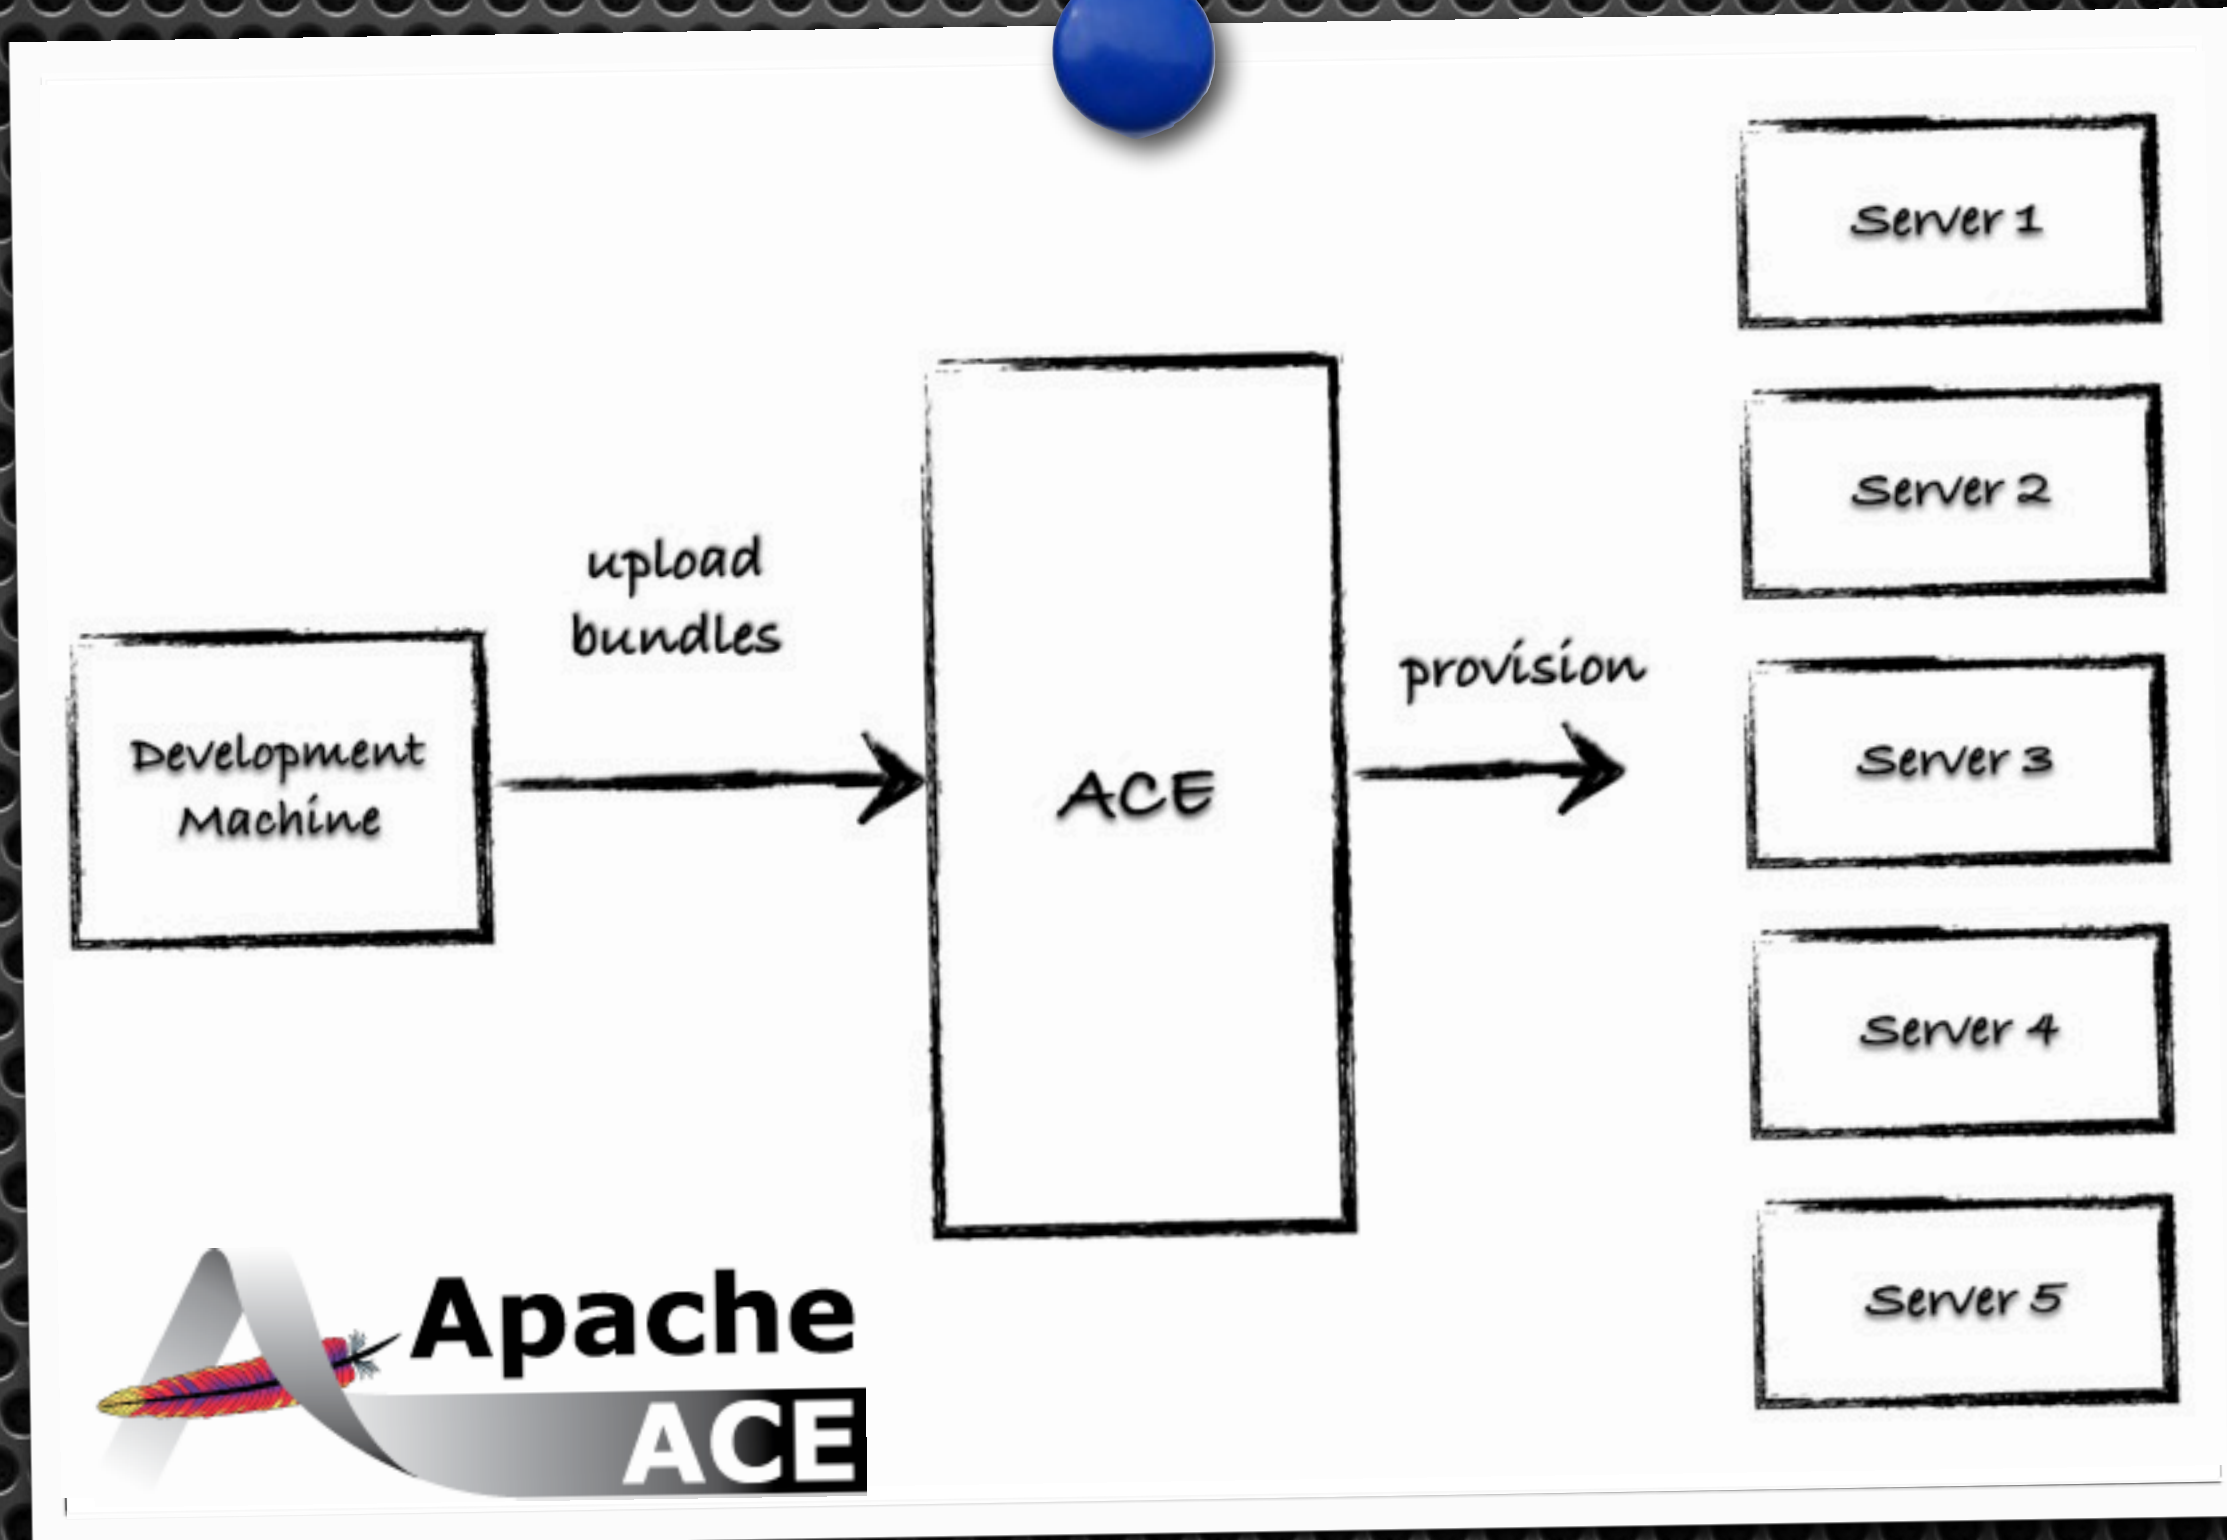 Server 1
Server 2
upload
bundles
provision
Development
Machine
ACE
Server 3
Server 4
Server 5
Apache
ACE